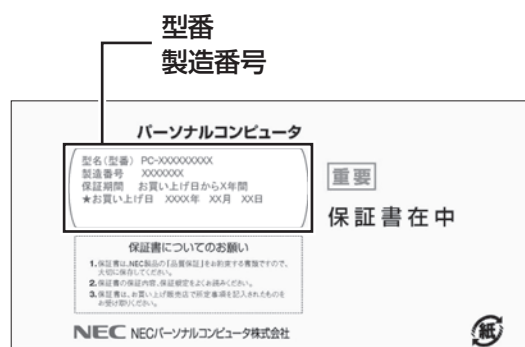 型番
製造番号
パーソナルコンピュータ
型名(型番) PC-XXXXXXXXX
製造番号 XXXXXXX
保証期間 お買い上げ日からX年間
★お買い上げ日 XXXX年 XX月 XX日
重要
保証書在中
保証書についてのお願い
1.保証書は、NEC製品の「品質保証」をお約束する書類ですので、
大切に保存してください。
2.保証書の保証内容、保証規定をよくお読みください。
3.保証書は、お買い上げ販売店で所定事項を記入されたものを
お受け取りください。
NEC NECパーソナルコンピュータ株式会社
紙